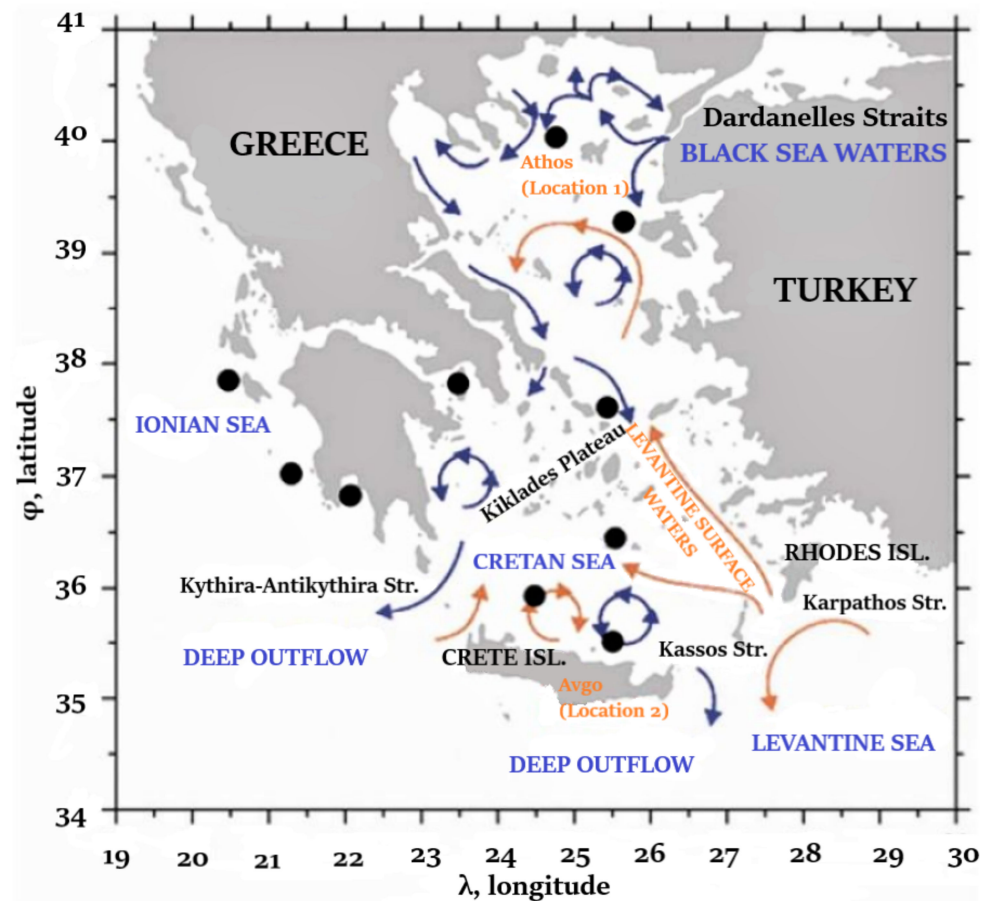 41
40
39
38
37
36
35
34
φ, latitude
GREECE
Dardanelles Straits
BLACK SEA WATERS
Athos
(Location 1)
TURKEY
IONIAN SEA
Kiklades Plateau
LEVANTINE SURFACE
WATERS
CRETAN SEA
RHODES ISL.
Kythira-Antikythira Str.
Karpathos Str.
DEEP OUTFLOW
CRETE ISL.
Kassos Str.
Avgo
(Location 2)
LEVANTINE SEA
DEEP OUTFLOW
19 20 21 22 23 24 25 26 27 28 29 30
λ, longitude